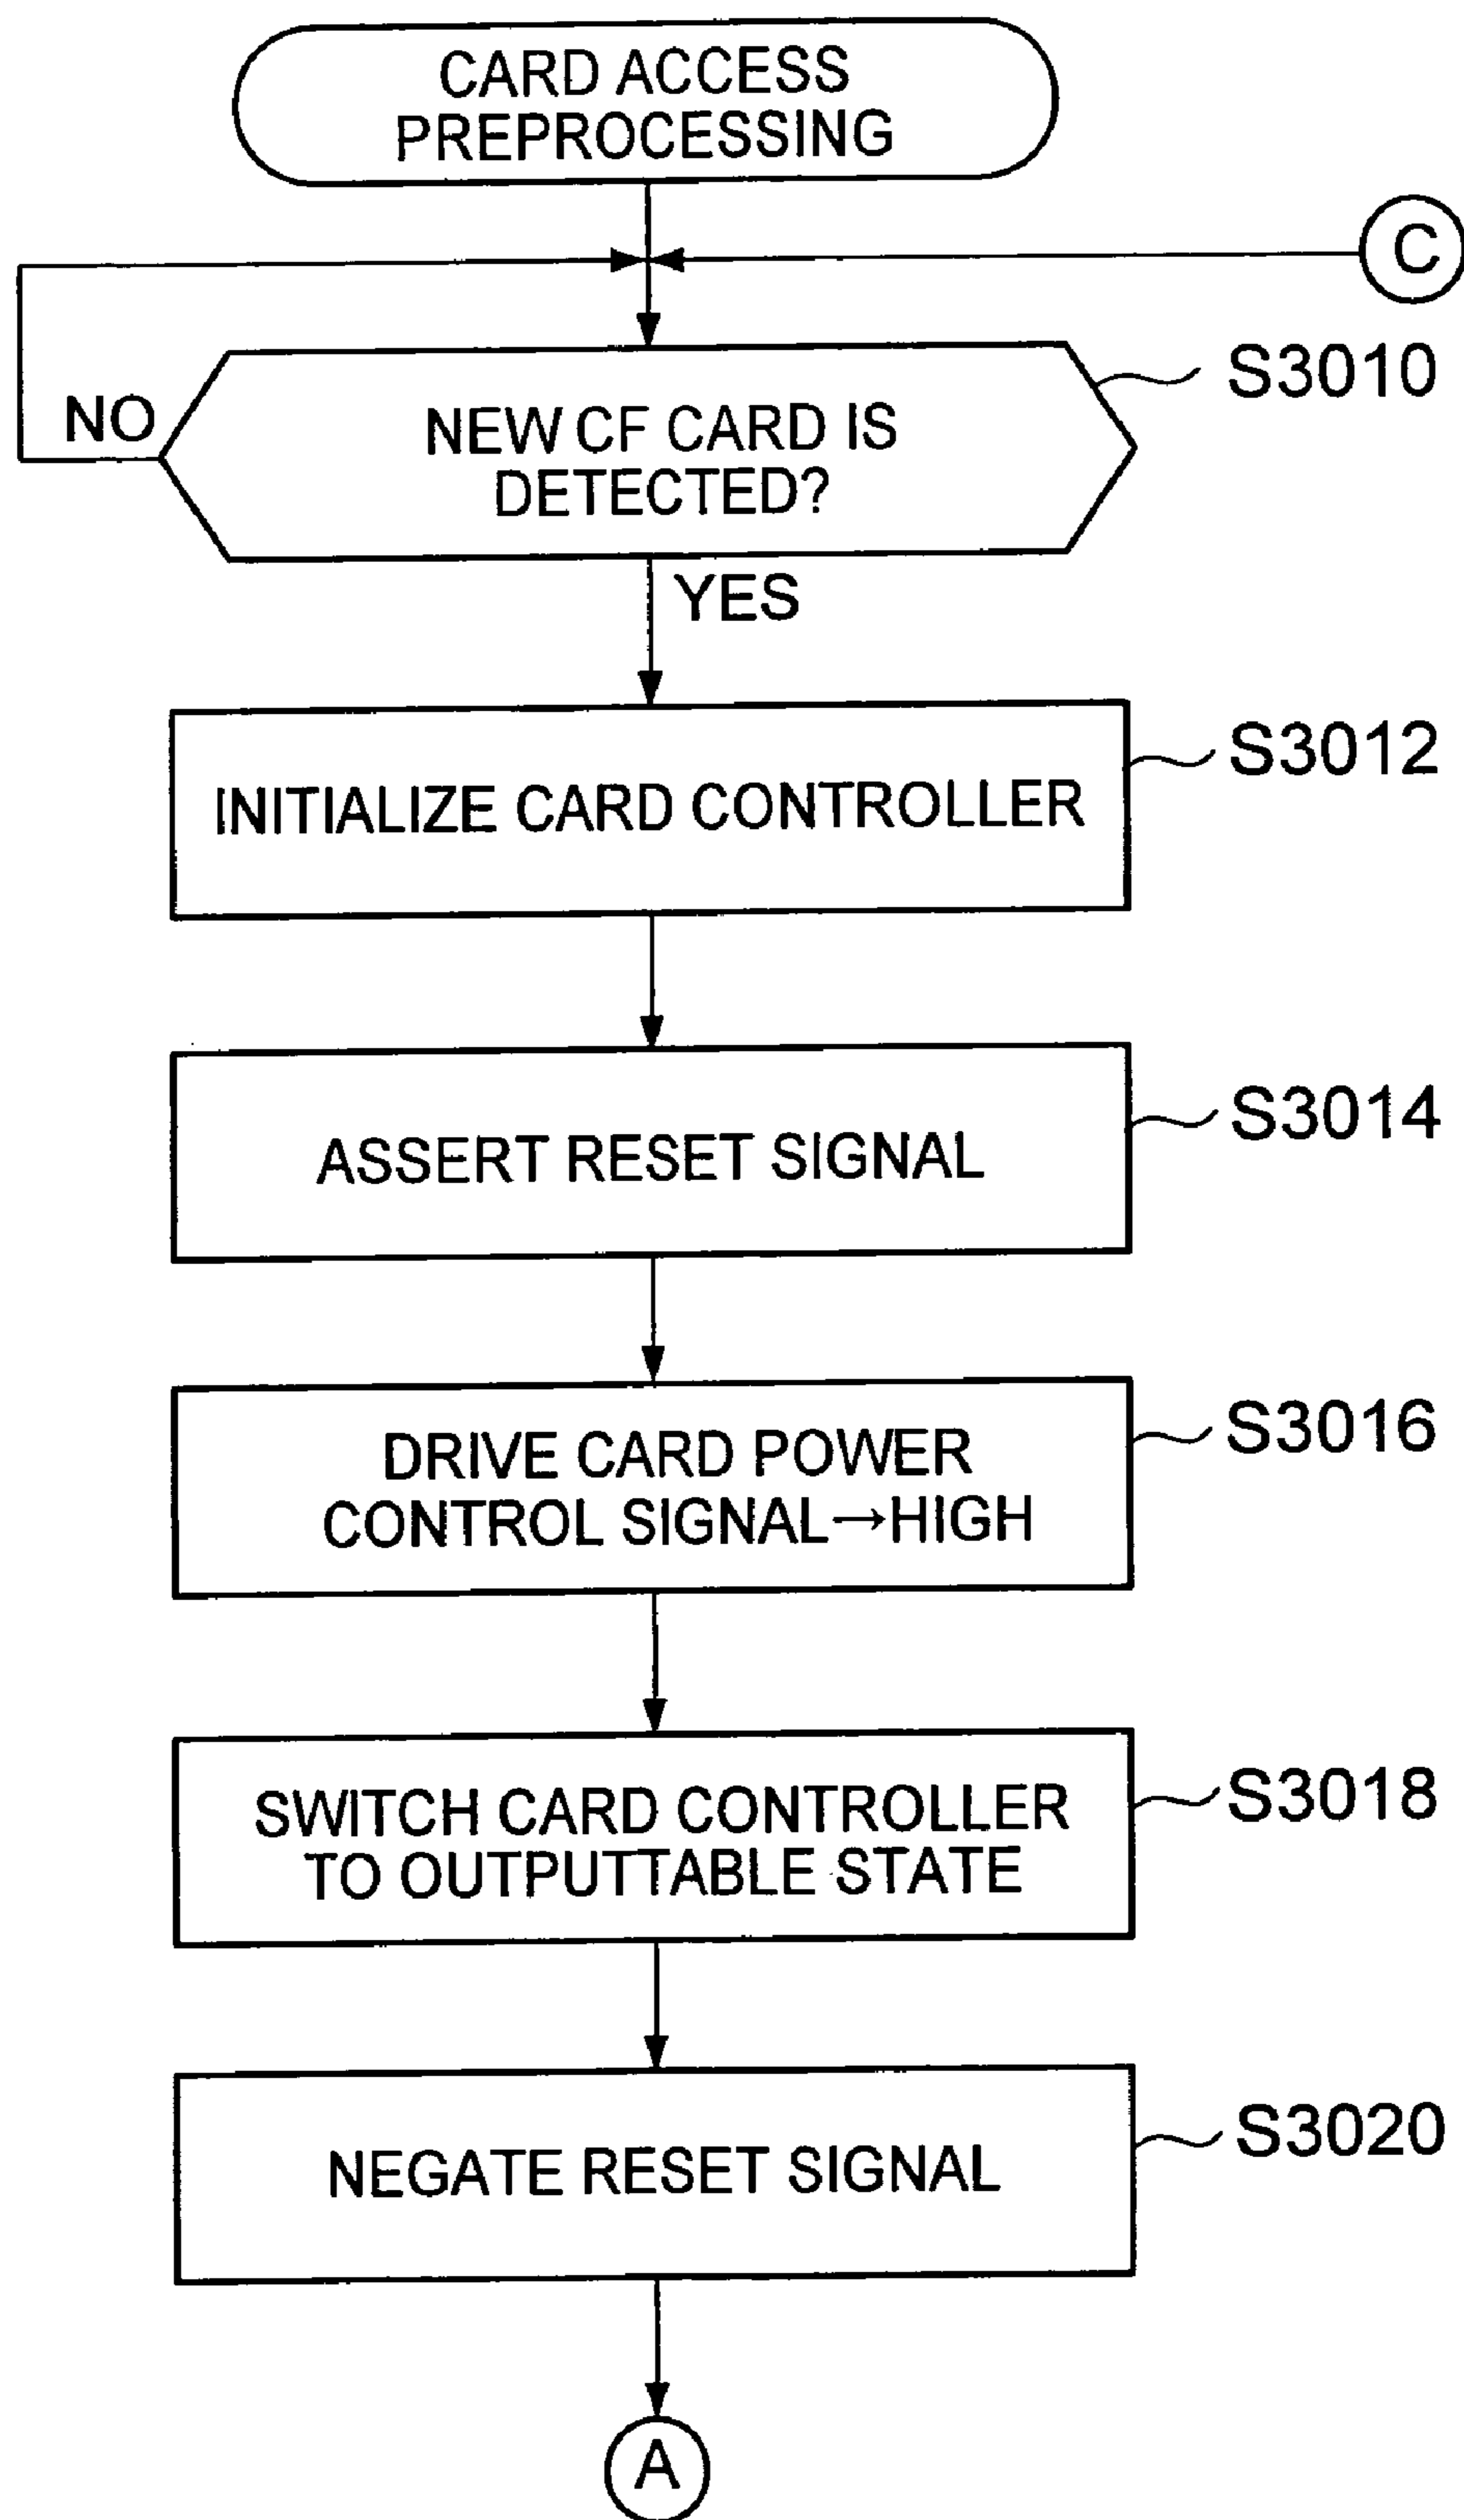 CARD ACCESS
PREPROCESSING
C
S3010
NO
NEW CF CARD IS
DETECTED?
YES
S3012
INITIALIZE CARD CONTROLLER
S3014
ASSERT RESET SIGNAL
S3016
DRIVE CARD POWER
CONTROL SIGNAL→HIGH
S3018
SWITCH CARD CONTROLLER
TO OUTPUTTABLE STATE
S3020
NEGATE RESET SIGNAL
A